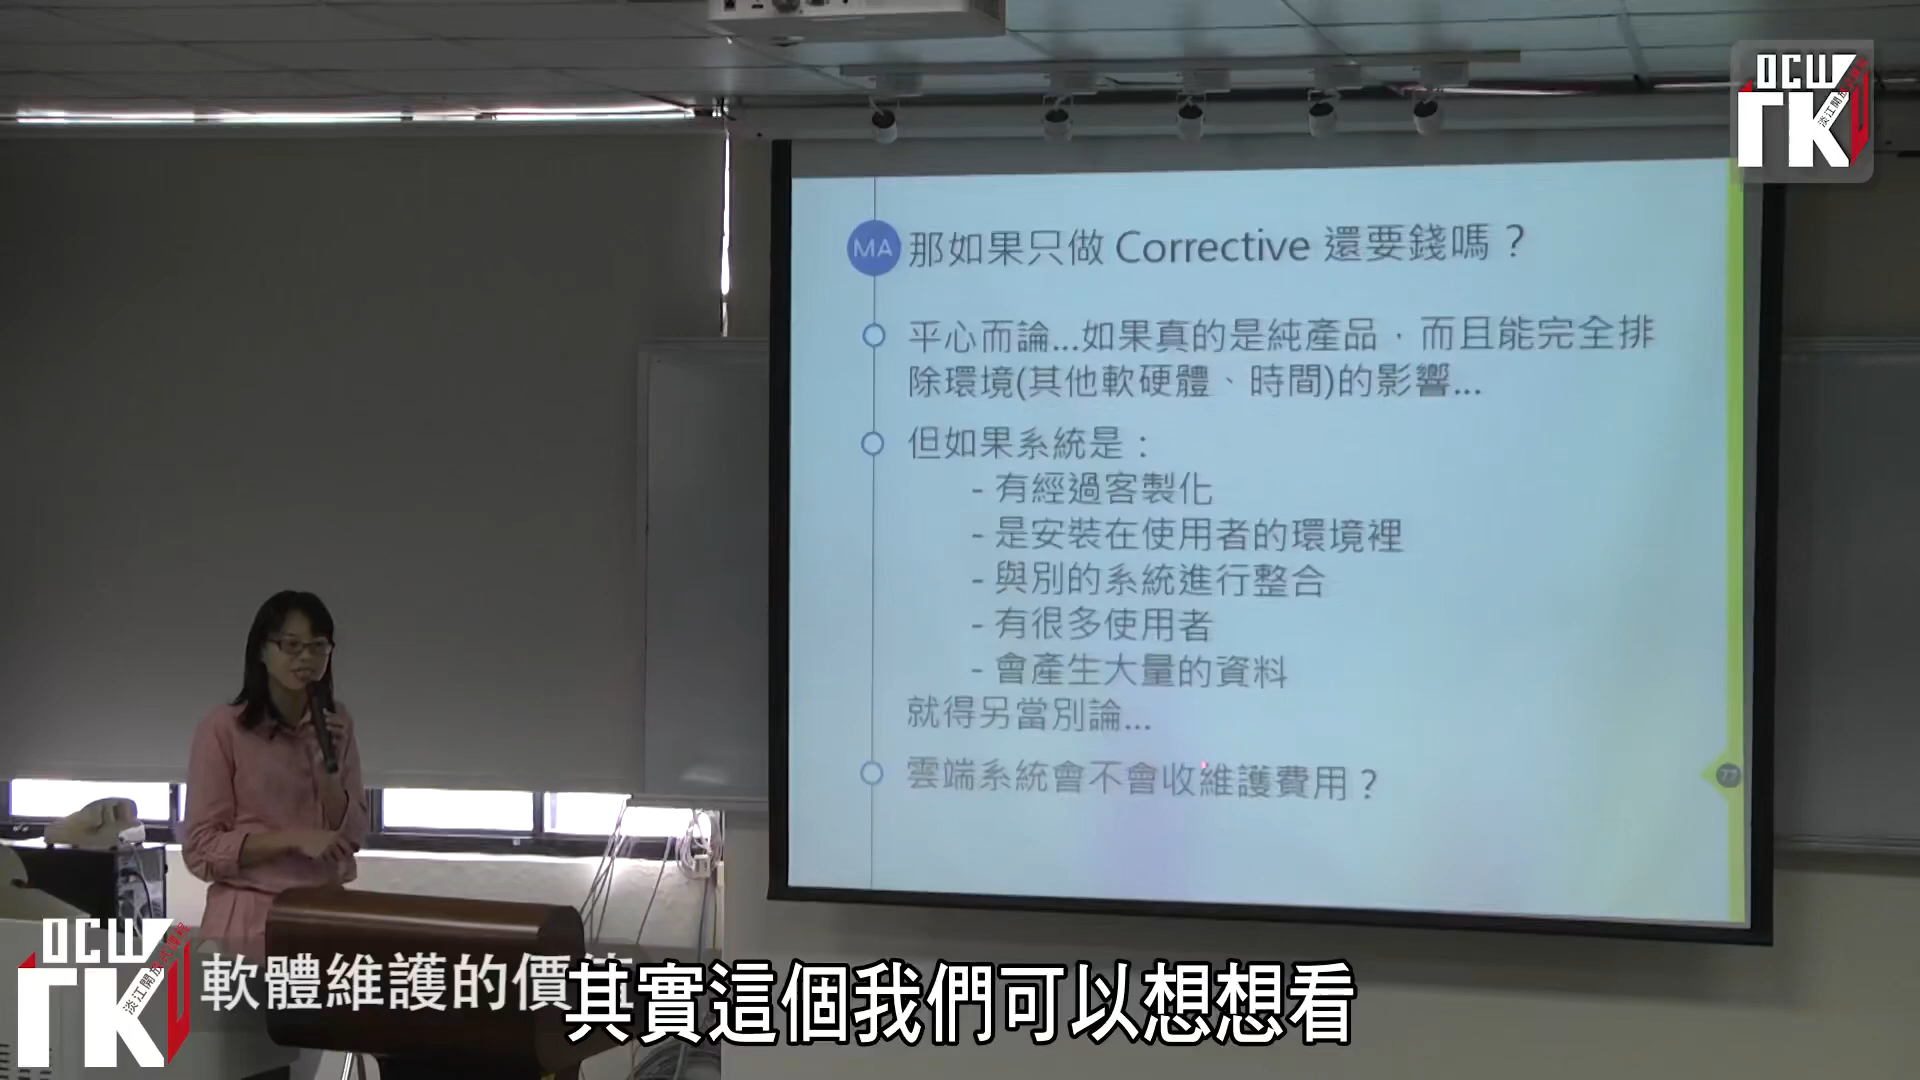 OCW
TKU
淡江開放式課程
MA 那如果只做 Corrective 還要錢嗎？
平心而論...如果真的是純產品，而且能完全排
除環境(其他軟硬體、時間)的影響...
但如果系統是：
- 有經過客製化
- 是安裝在使用者的環境裡
- 與別的系統進行整合
- 有很多使用者
- 會產生大量的資料
就得另當別論...
雲端系統會不會收維護費用？
77
OCW
TKU
淡江開放式課程
軟體維護的價
其實這個我們可以想想看